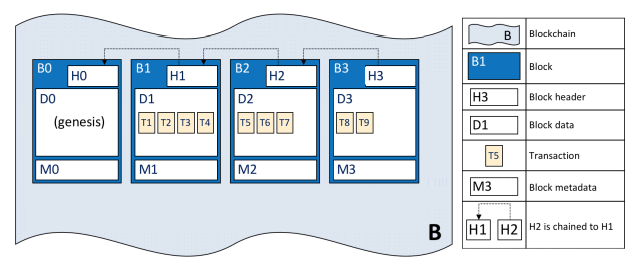 B0 H0
D0
(genesis)
M0
B1 H1
D1
T1 T2 T3 T4
M1
B2 H2
D2
T5 T6 T7
M2
B3 H3
D3
T8 T9
M3
B
B Blockchain
B1 Block
H3 Block header
D1 Block data
T5 Transaction
M3 Block metadata
H1 H2 H2 is chained to H1